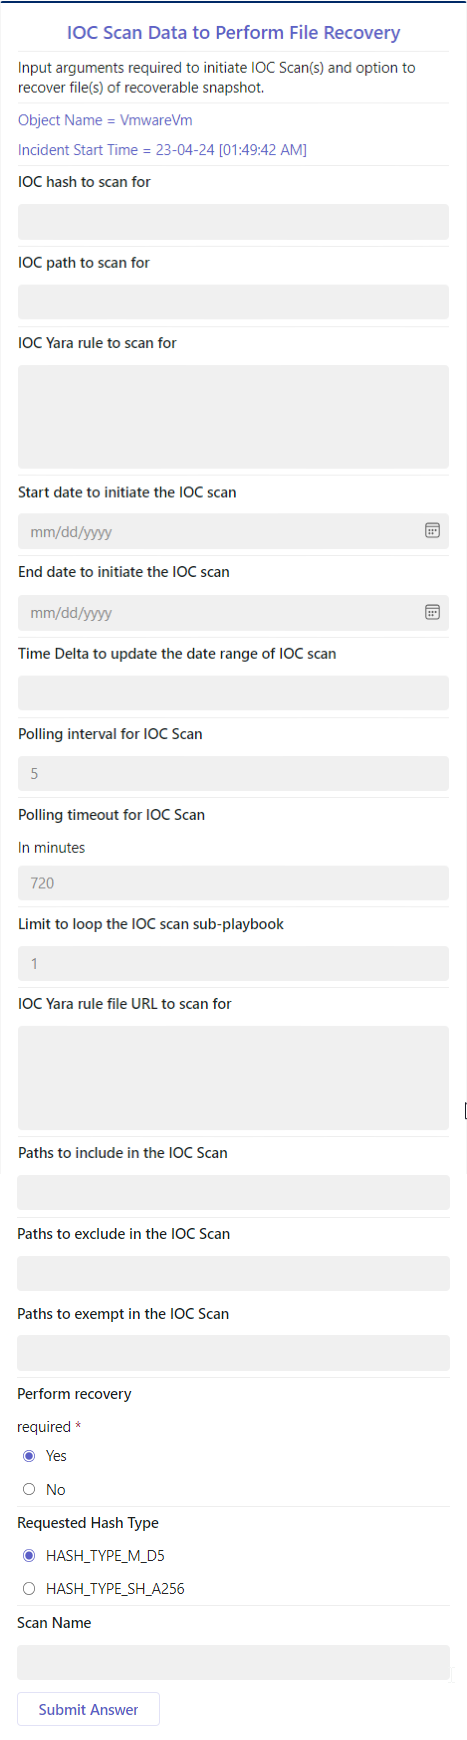 IOC Scan Data to Perform File Recovery
Input arguments required to initiate IOC Scan(s) and option to
recover file(s) of recoverable snapshot.
Object Name = VmwareVm
Incident Start Time = 23-04-24 [01:49:42 AM]
IOC hash to scan for
IOC path to scan for
IOC Yara rule to scan for
Start date to initiate the IOC scan
mm/dd/yyyy
End date to initiate the IOC scan
mm/dd/yyyy
Time Delta to update the date range of IOC scan
Polling interval for IOC Scan
5
Polling timeout for IOC Scan
In minutes
720
Limit to loop the IOC scan sub-playbook
1
IOC Yara rule file URL to scan for
Paths to include in the IOC Scan
Paths to exclude in the IOC Scan
Paths to exempt in the IOC Scan
Perform recovery
required *
Yes
No
Requested Hash Type
HASH_TYPE_M_D5
HASH_TYPE_SH_A256
Scan Name
Submit Answer